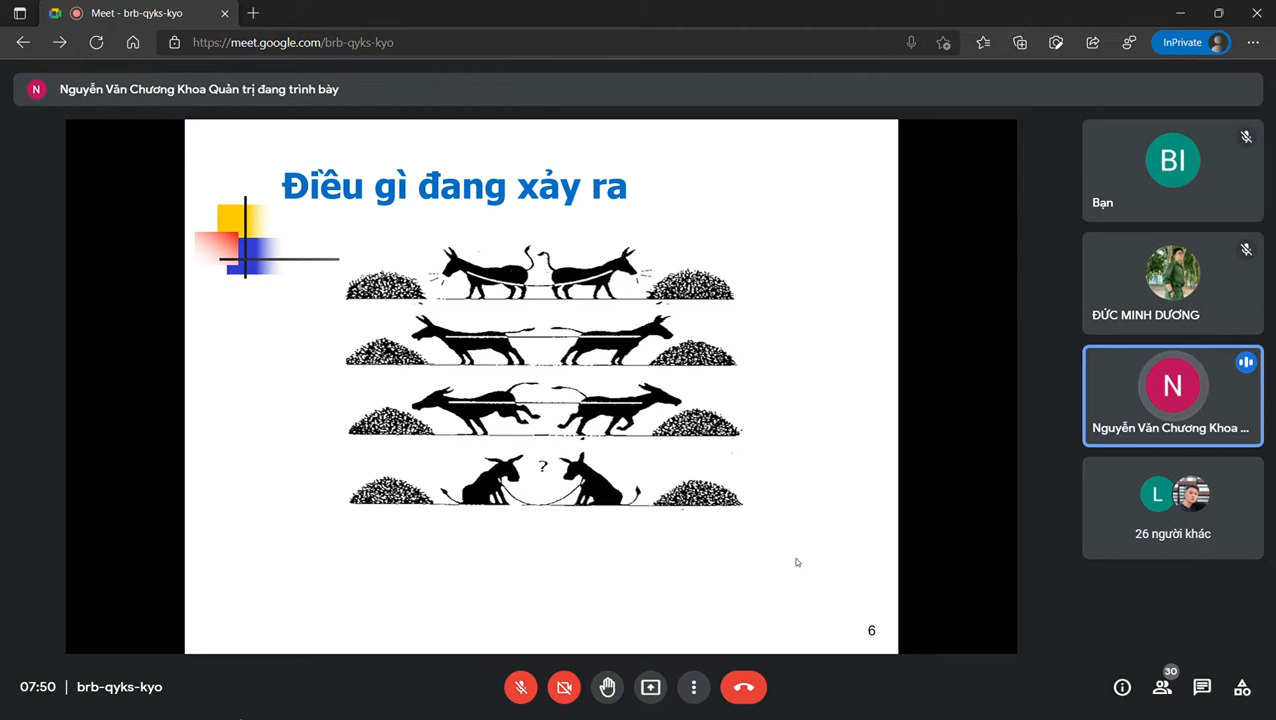 Meet - brb-qyks-kyo
https://meet.google.com/brb-qyks-kyo
InPrivate
N
Nguyễn Văn Chương Khoa Quản trị đang trình bày
Điều gì đang xảy ra
?
6
BI
Bạn
ĐỨC MINH DƯƠNG
N
Nguyễn Văn Chương Khoa ...
L
26 người khác
07:50 | brb-qyks-kyo
30